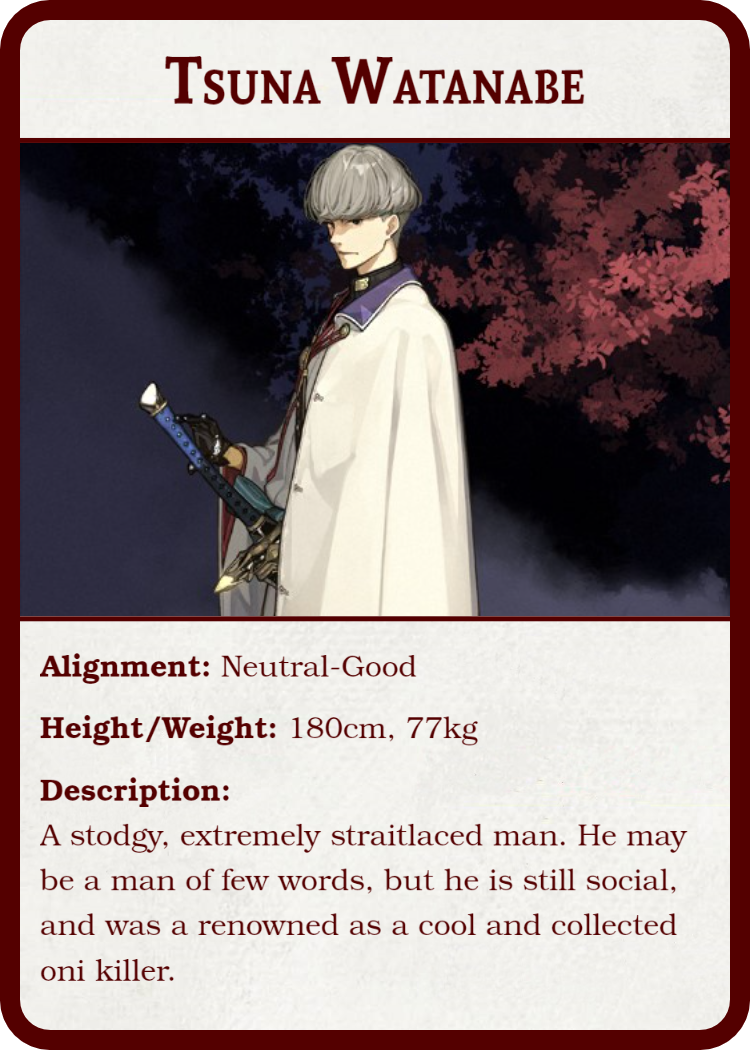 Tsuna Watanabe
Alignment: Neutral-Good
Height/Weight: 180cm, 77kg
Description:
A stodgy, extremely straitlaced man. He may
be a man of few words, but he is still social,
and was a renowned as a cool and collected
oni killer.